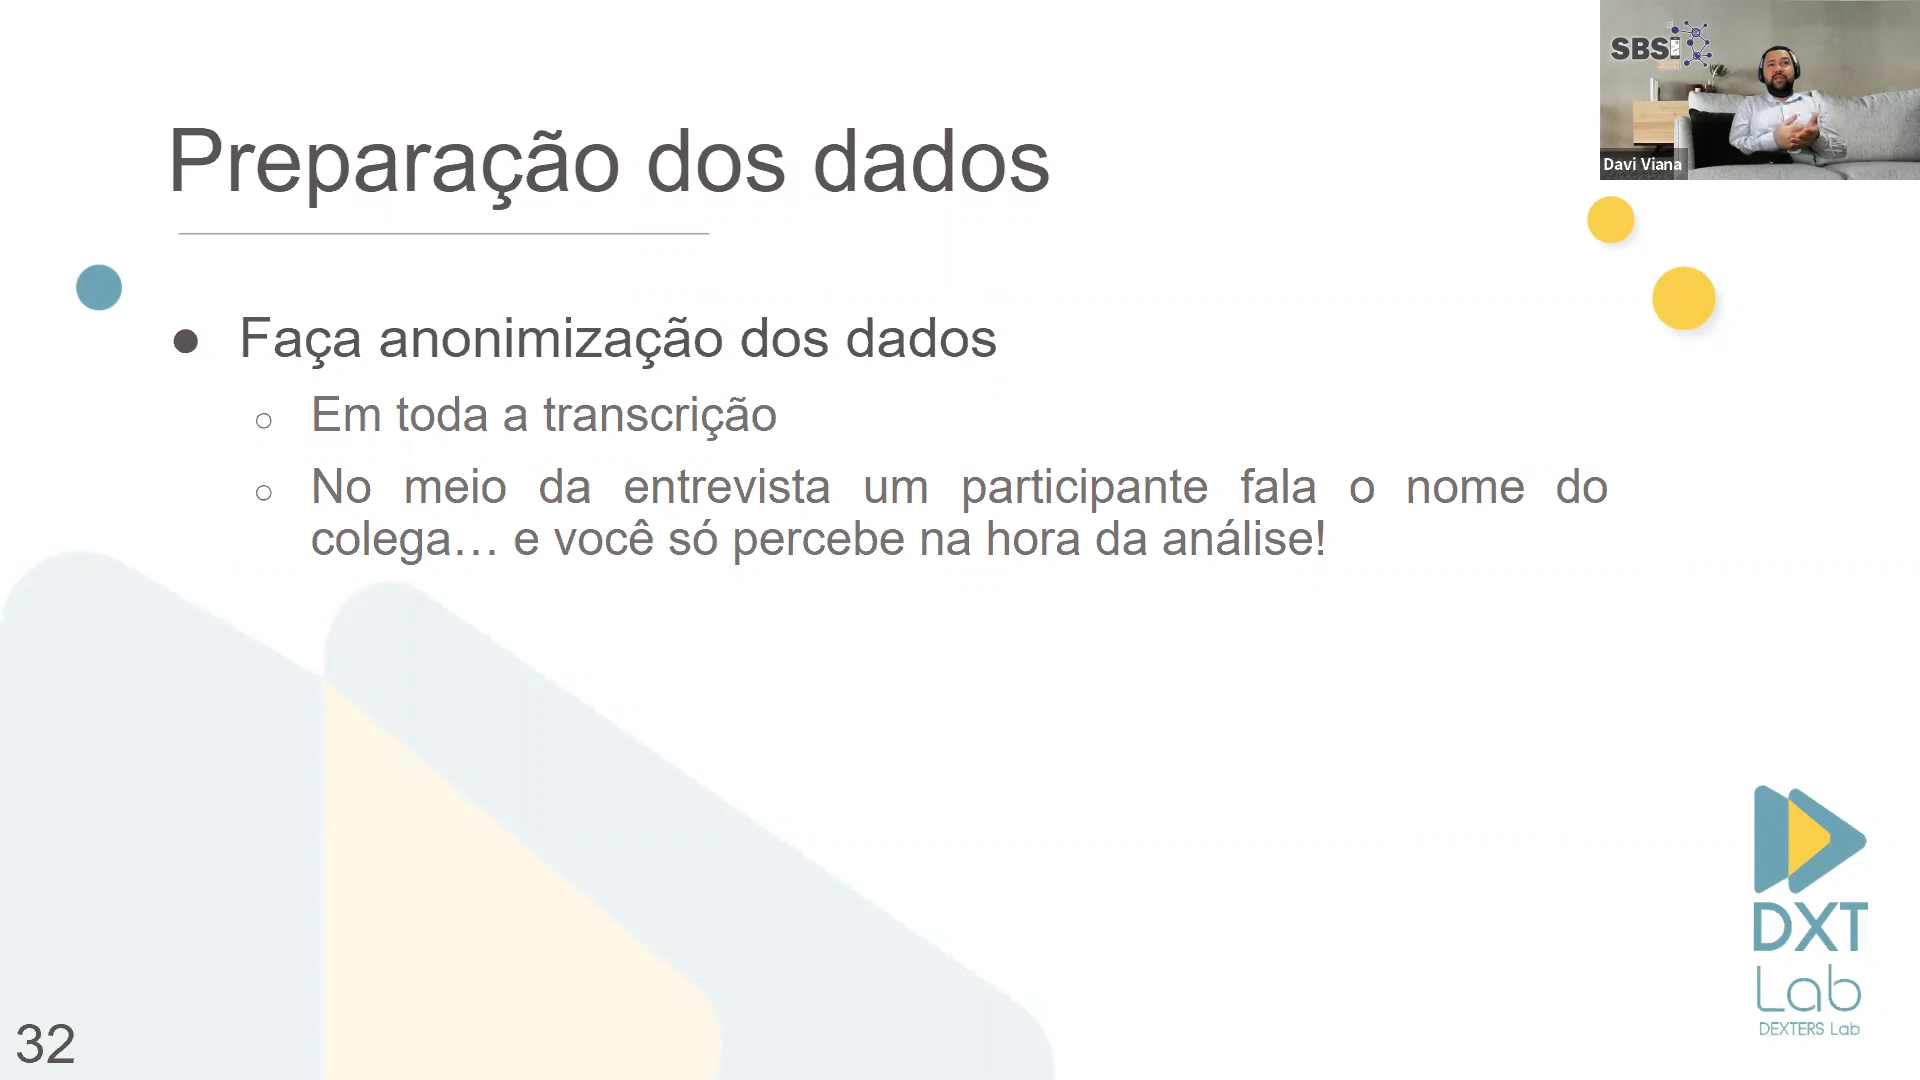 SBSI
Davi Viana
Preparação dos dados
● Faça anonimização dos dados
○ Em toda a transcrição
○ No meio da entrevista um participante fala o nome do
colega… e você só percebe na hora da análise!
DXT
Lab
DEXTERS Lab
32